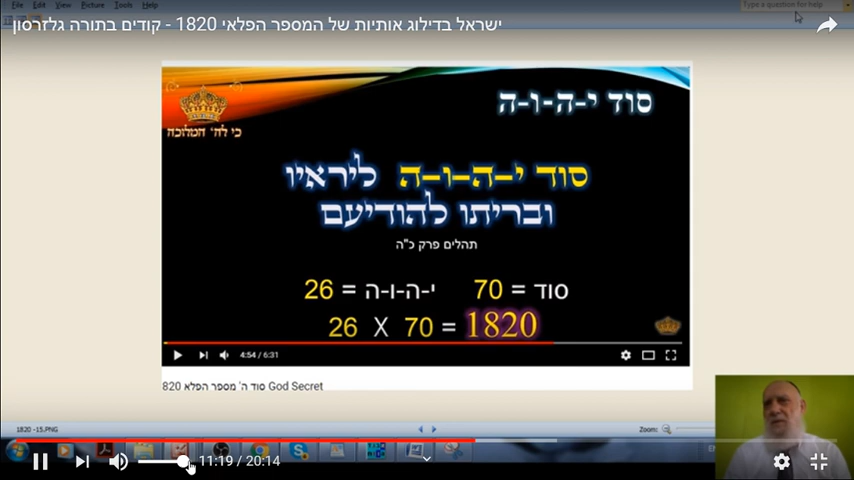 File Edit View Picture Tools Help
Type a question for help
ישראל בדילוג אותיות של המספר הפלאי 1820 - קודים בתורה גלזרסון
סוד י-ה-ו-ה
כי לה' המלוכה
סוד י-ה-ו-ה ליראיו
ובריתו להודיעם
תהלים פרק כ"ה
סוד = 70 י-ה-ו-ה = 26
26 X 70 = 1820
4:54 / 6:31
סוד ה' מספר הפלא 820 God Secret
1820 -15.PNG
Zoom:
11:19 / 20:14